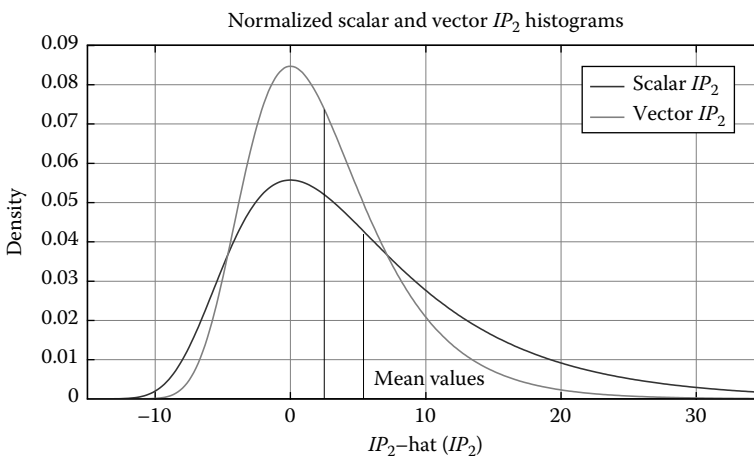 Normalized scalar and vector IP₂ histograms
0.09
0.08
0.07
0.06
0.05
0.04
0.03
0.02
0.01
0
Density
Scalar IP₂
Vector IP₂
Mean values
–10 0 10 20 30
IP₂–hat (IP₂)